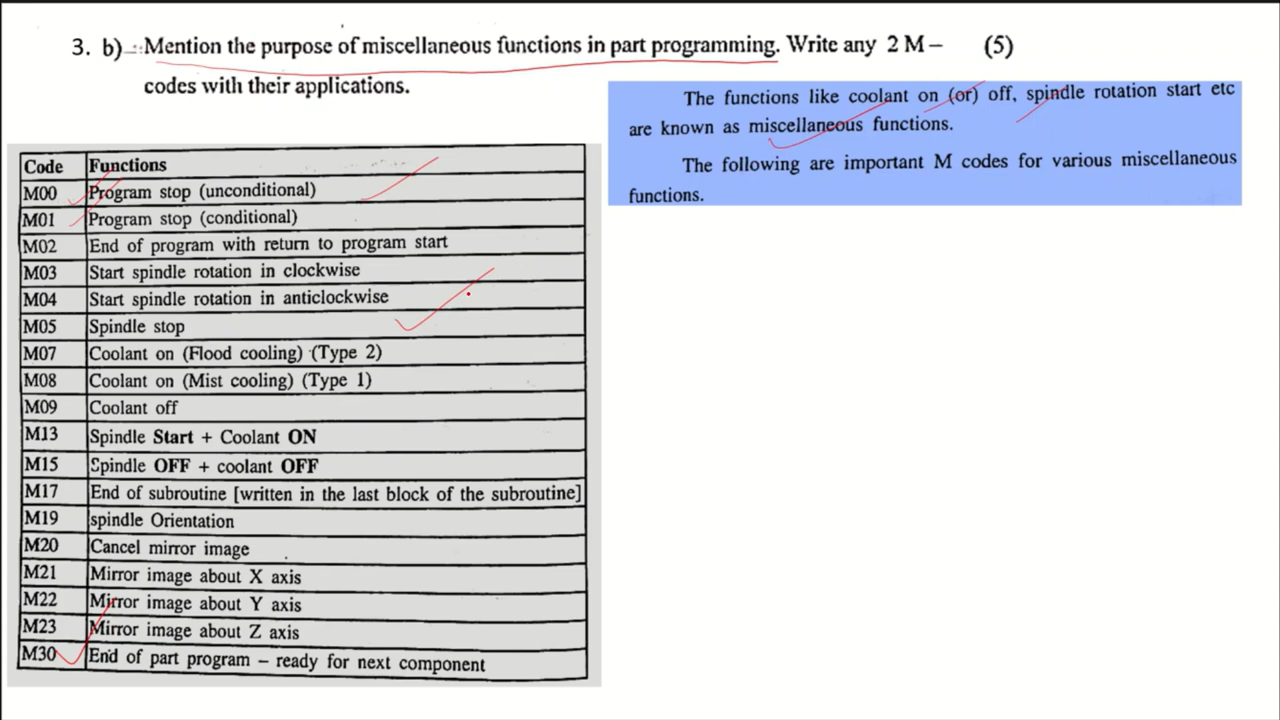 3. b) Mention the purpose of miscellaneous functions in part programming. Write any 2 M – (5)
codes with their applications.
The functions like coolant on (or) off, spindle rotation start etc
are known as miscellaneous functions.
The following are important M codes for various miscellaneous
functions.
Code Functions
M00 Program stop (unconditional)
M01 Program stop (conditional)
M02 End of program with return to program start
M03 Start spindle rotation in clockwise
M04 Start spindle rotation in anticlockwise
M05 Spindle stop
M07 Coolant on (Flood cooling) (Type 2)
M08 Coolant on (Mist cooling) (Type 1)
M09 Coolant off
M13 Spindle Start + Coolant ON
M15 Spindle OFF + coolant OFF
M17 End of subroutine [written in the last block of the subroutine]
M19 spindle Orientation
M20 Cancel mirror image
M21 Mirror image about X axis
M22 Mirror image about Y axis
M23 Mirror image about Z axis
M30 End of part program – ready for next component